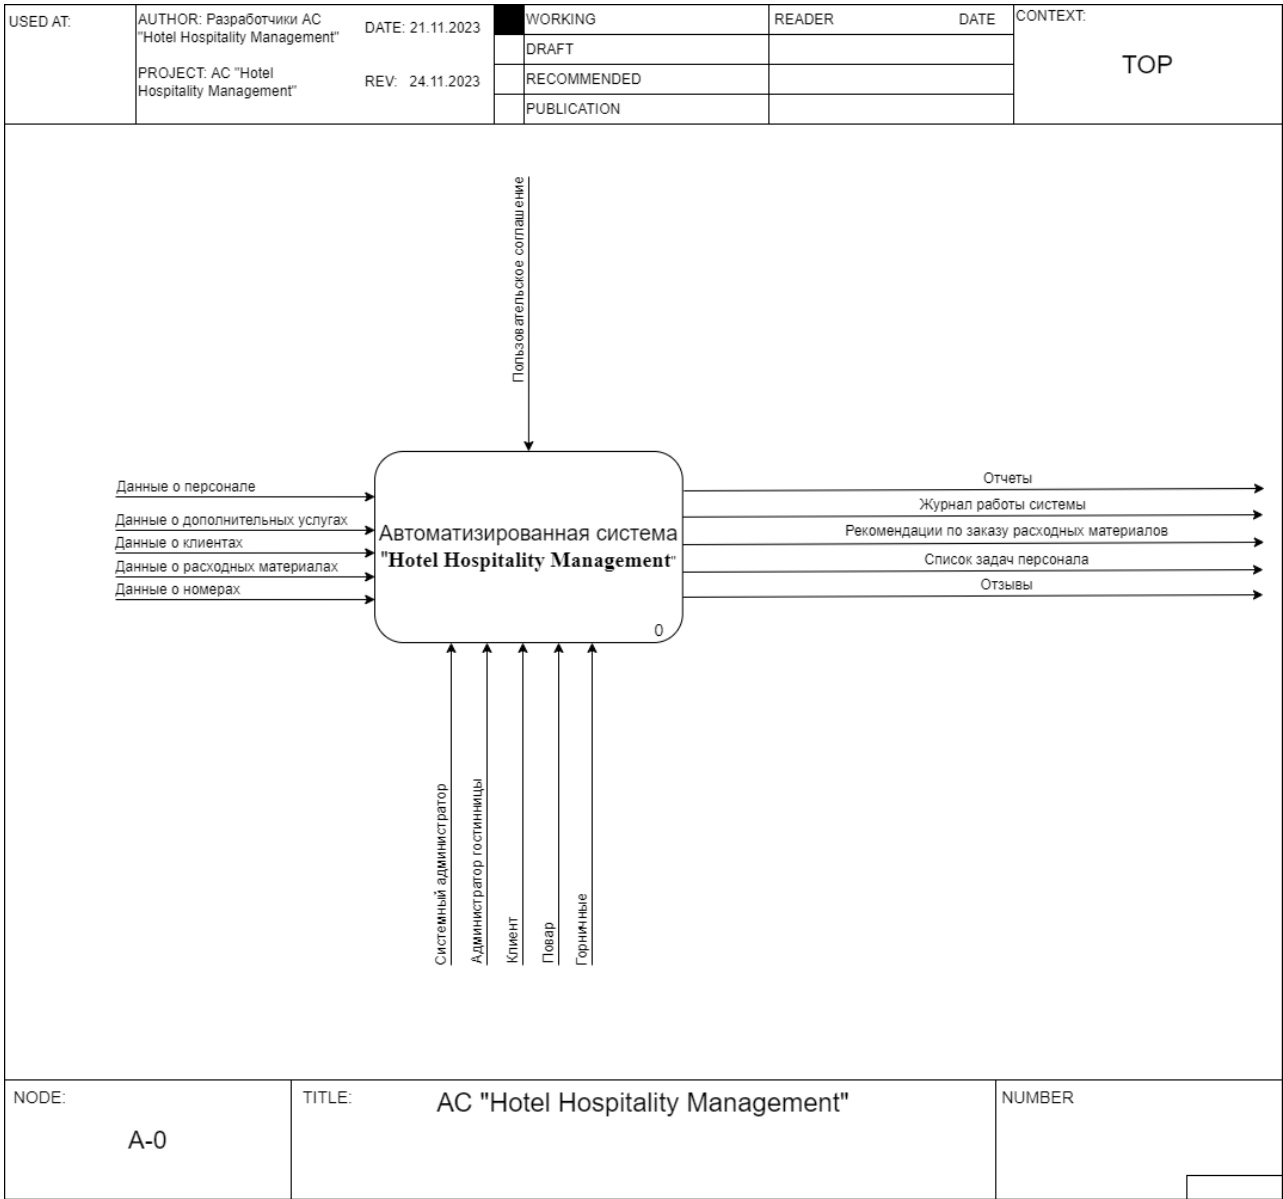 USED AT:
AUTHOR: Разработчики АС
"Hotel Hospitality Management"
DATE: 21.11.2023
PROJECT: АС "Hotel
Hospitality Management"
REV: 24.11.2023
WORKING
DRAFT
RECOMMENDED
PUBLICATION
READER
DATE
CONTEXT:
TOP
Пользовательское соглашение
Данные о персонале
Данные о дополнительных услугах
Данные о клиентах
Данные о расходных материалах
Данные о номерах
Автоматизированная система
"Hotel Hospitality Management"
0
Отчеты
Журнал работы системы
Рекомендации по заказу расходных материалов
Список задач персонала
Отзывы
Системный администратор
Администратор гостинницы
Клиент
Повар
Горничные
NODE:
A-0
TITLE:
АС "Hotel Hospitality Management"
NUMBER